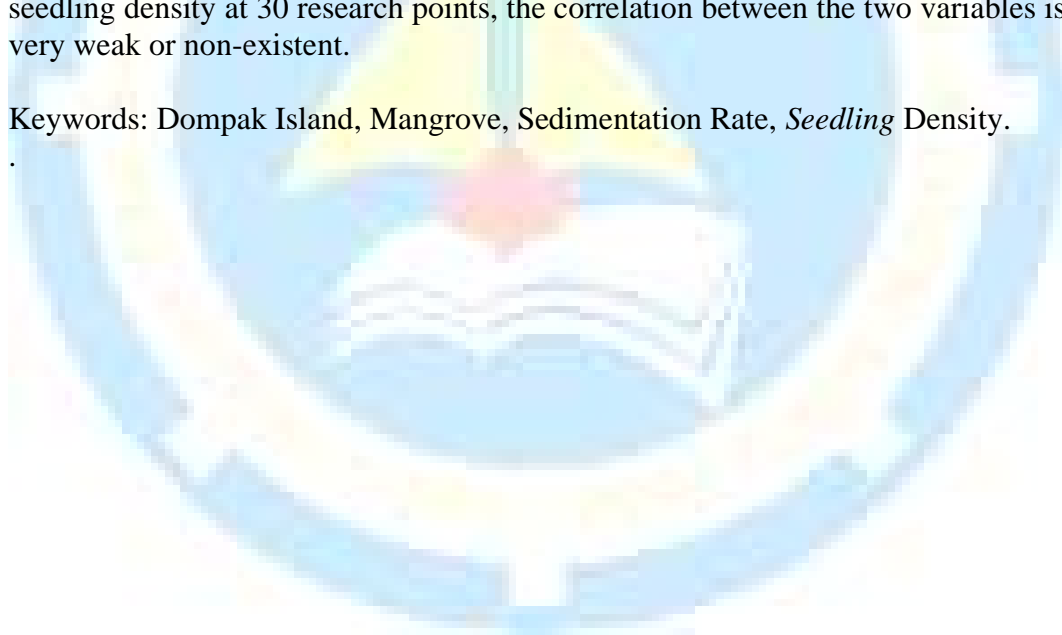 seedling density at 30 research points, the correlation between the two variables is
very weak or non-existent.
Keywords: Dompak Island, Mangrove, Sedimentation Rate, Seedling Density.
.